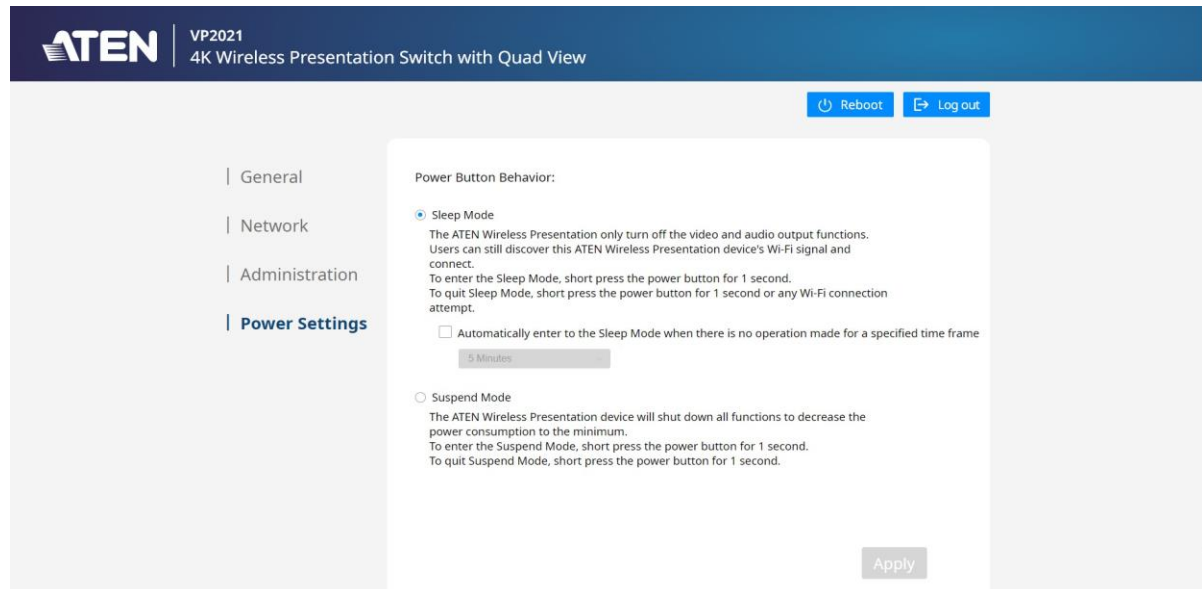 ATEN
VP2021
4K Wireless Presentation Switch with Quad View
Reboot
Log out
General
Network
Administration
Power Settings
Power Button Behavior:
Sleep Mode
The ATEN Wireless Presentation only turn off the video and audio output functions.
Users can still discover this ATEN Wireless Presentation device's Wi-Fi signal and
connect.
To enter the Sleep Mode, short press the power button for 1 second.
To quit Sleep Mode, short press the power button for 1 second or any Wi-Fi connection
attempt.
Automatically enter to the Sleep Mode when there is no operation made for a specified time frame
5 Minutes
Suspend Mode
The ATEN Wireless Presentation device will shut down all functions to decrease the
power consumption to the minimum.
To enter the Suspend Mode, short press the power button for 1 second.
To quit Suspend Mode, short press the power button for 1 second.
Apply